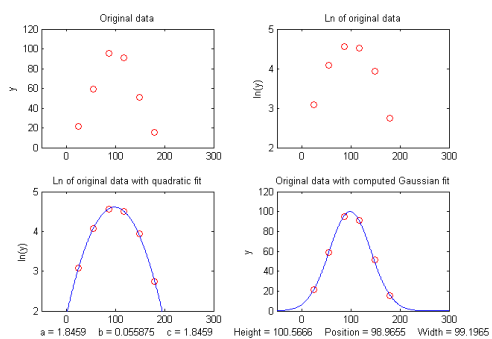 Original data
Ln of original data
120
100
80
60
40
20
0
y
0 100 200 300
5
4
3
2
ln(y)
0 100 200 300
Ln of original data with quadratic fit
Original data with computed Gaussian fit
5
4
3
2
ln(y)
0 100 200 300
120
100
80
60
40
20
0
y
0 100 200 300
a = 1.8459 b = 0.055875 c = 1.8459
Height = 100.5666 Position = 98.9655 Width = 99.1965